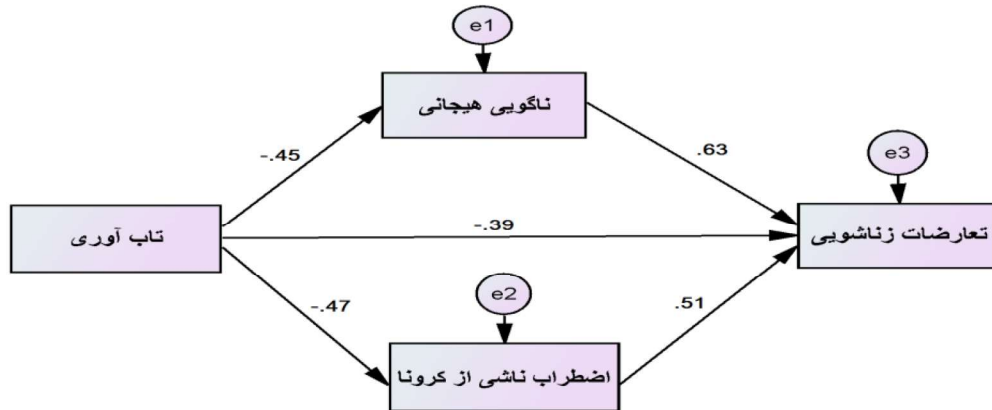 e1
ناگویی هیجانی
-.45
.63
e3
تاب آوری
-.39
تعارضات زناشویی
-.47
e2
.51
اضطراب ناشی از کرونا